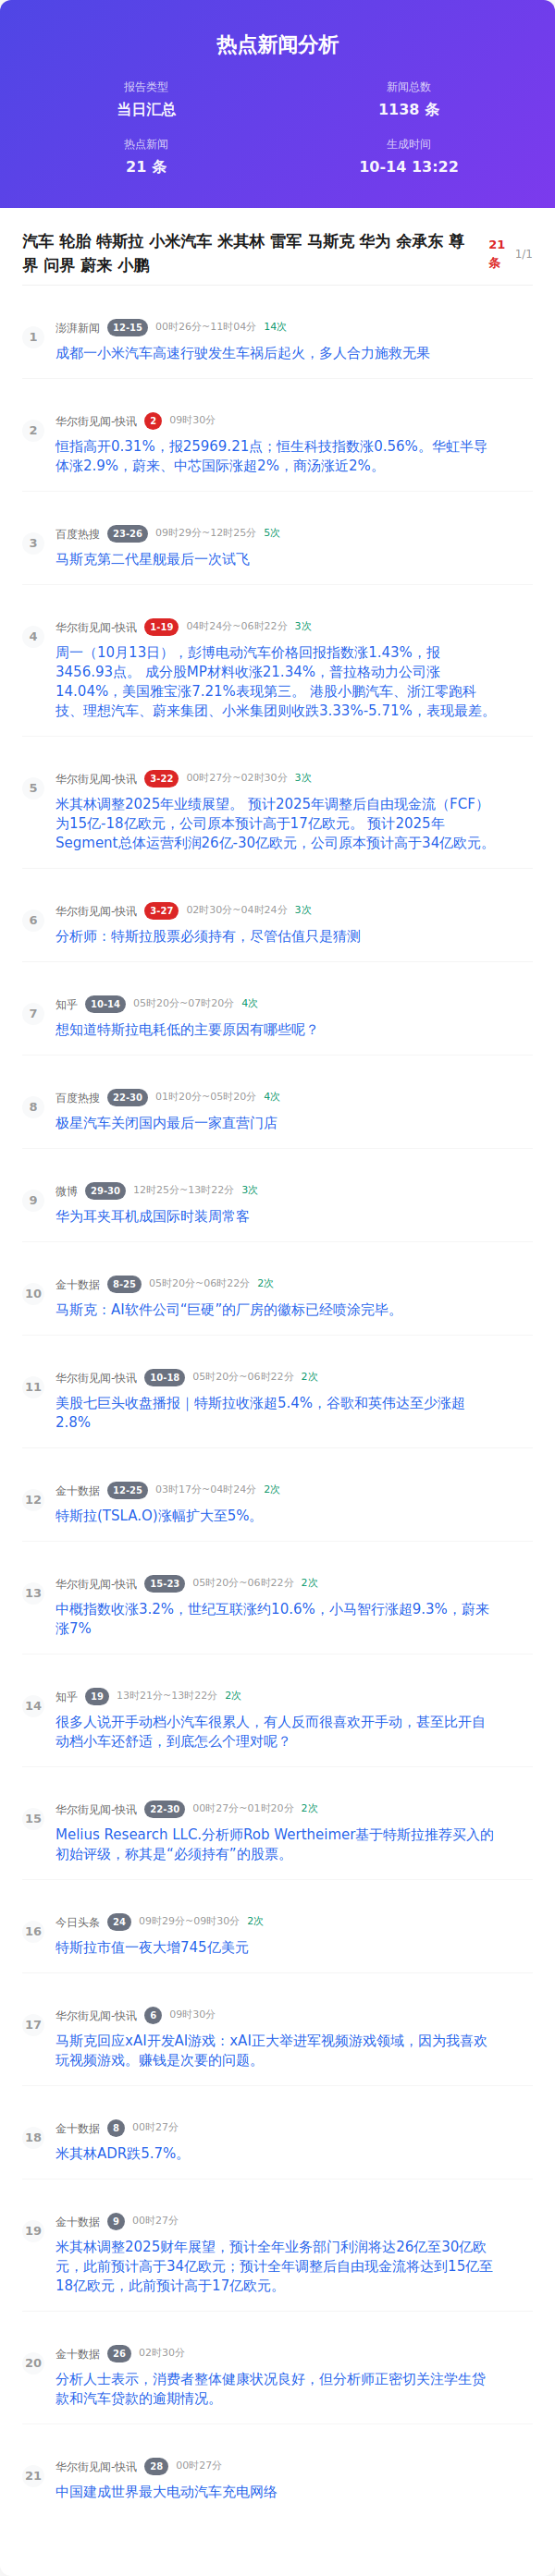 热点新闻分析
报告类型
新闻总数
当日汇总
1138 条
热点新闻
生成时间
21 条
10-14 13:22
汽车 轮胎 特斯拉 小米汽车 米其林 雷军 马斯克 华为 余承东 尊
界 问界 蔚来 小鹏
21
条
1/1
1
澎湃新闻 12-15 00时26分~11时04分 14次
成都一小米汽车高速行驶发生车祸后起火，多人合力施救无果
2
华尔街见闻-快讯 2 09时30分
恒指高开0.31%，报25969.21点；恒生科技指数涨0.56%。华虹半导
体涨2.9%，蔚来、中芯国际涨超2%，商汤涨近2%。
3
百度热搜 23-26 09时29分~12时25分 5次
马斯克第二代星舰最后一次试飞
4
华尔街见闻-快讯 1-19 04时24分~06时22分 3次
周一（10月13日），彭博电动汽车价格回报指数涨1.43%，报
3456.93点。 成分股MP材料收涨21.34%，普拉格动力公司涨
14.04%，美国雅宝涨7.21%表现第三。 港股小鹏汽车、浙江零跑科
技、理想汽车、蔚来集团、小米集团则收跌3.33%-5.71%，表现最差。
5
华尔街见闻-快讯 3-22 00时27分~02时30分 3次
米其林调整2025年业绩展望。 预计2025年调整后自由现金流（FCF）
为15亿-18亿欧元，公司原本预计高于17亿欧元。 预计2025年
Segment总体运营利润26亿-30亿欧元，公司原本预计高于34亿欧元。
6
华尔街见闻-快讯 3-27 02时30分~04时24分 3次
分析师：特斯拉股票必须持有，尽管估值只是猜测
7
知乎 10-14 05时20分~07时20分 4次
想知道特斯拉电耗低的主要原因有哪些呢？
8
百度热搜 22-30 01时20分~05时20分 4次
极星汽车关闭国内最后一家直营门店
9
微博 29-30 12时25分~13时22分 3次
华为耳夹耳机成国际时装周常客
10
金十数据 8-25 05时20分~06时22分 2次
马斯克：AI软件公司“巨硬”的厂房的徽标已经喷涂完毕。
11
华尔街见闻-快讯 10-18 05时20分~06时22分 2次
美股七巨头收盘播报｜特斯拉收涨超5.4%，谷歌和英伟达至少涨超
2.8%
12
金十数据 12-25 03时17分~04时24分 2次
特斯拉(TSLA.O)涨幅扩大至5%。
13
华尔街见闻-快讯 15-23 05时20分~06时22分 2次
中概指数收涨3.2%，世纪互联涨约10.6%，小马智行涨超9.3%，蔚来
涨7%
14
知乎 19 13时21分~13时22分 2次
很多人说开手动档小汽车很累人，有人反而很喜欢开手动，甚至比开自
动档小车还舒适，到底怎么个理对呢？
15
华尔街见闻-快讯 22-30 00时27分~01时20分 2次
Melius Research LLC.分析师Rob Wertheimer基于特斯拉推荐买入的
初始评级，称其是“必须持有”的股票。
16
今日头条 24 09时29分~09时30分 2次
特斯拉市值一夜大增745亿美元
17
华尔街见闻-快讯 6 09时30分
马斯克回应xAI开发AI游戏：xAI正大举进军视频游戏领域，因为我喜欢
玩视频游戏。赚钱是次要的问题。
18
金十数据 8 00时27分
米其林ADR跌5.7%。
19
金十数据 9 00时27分
米其林调整2025财年展望，预计全年业务部门利润将达26亿至30亿欧
元，此前预计高于34亿欧元；预计全年调整后自由现金流将达到15亿至
18亿欧元，此前预计高于17亿欧元。
20
金十数据 26 02时30分
分析人士表示，消费者整体健康状况良好，但分析师正密切关注学生贷
款和汽车贷款的逾期情况。
21
华尔街见闻-快讯 28 00时27分
中国建成世界最大电动汽车充电网络